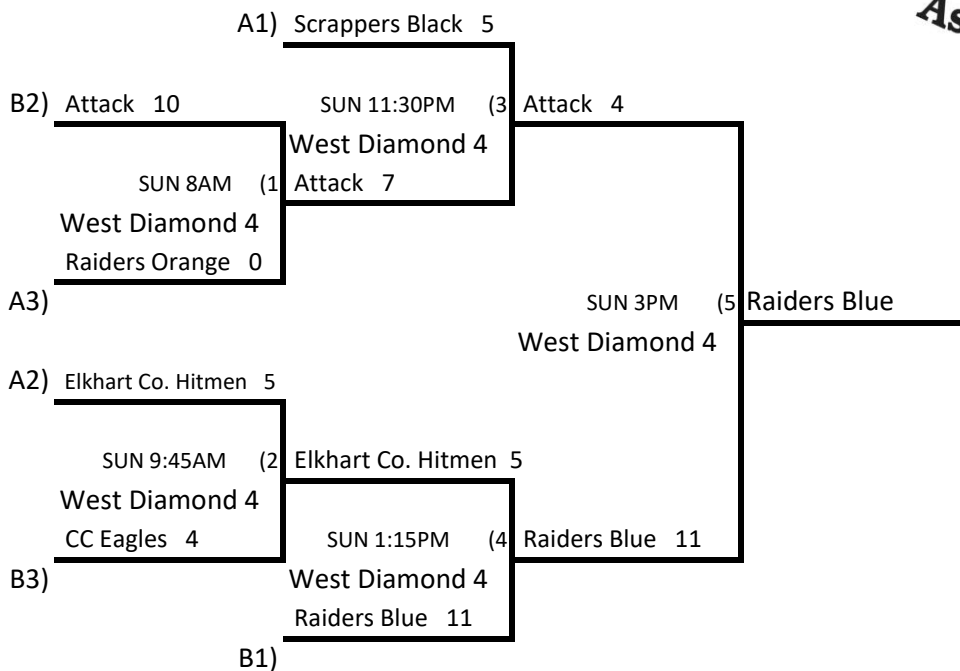 As
A1) Scrappers Black 5
B2) Attack 10
SUN 11:30PM (3 Attack 4
West Diamond 4
SUN 8AM (1 Attack 7
West Diamond 4
Raiders Orange 0
A3)
SUN 3PM (5 Raiders Blue
West Diamond 4
A2) Elkhart Co. Hitmen 5
SUN 9:45AM (2 Elkhart Co. Hitmen 5
West Diamond 4
CC Eagles 4
SUN 1:15PM (4 Raiders Blue 11
B3)
West Diamond 4
Raiders Blue 11
B1)